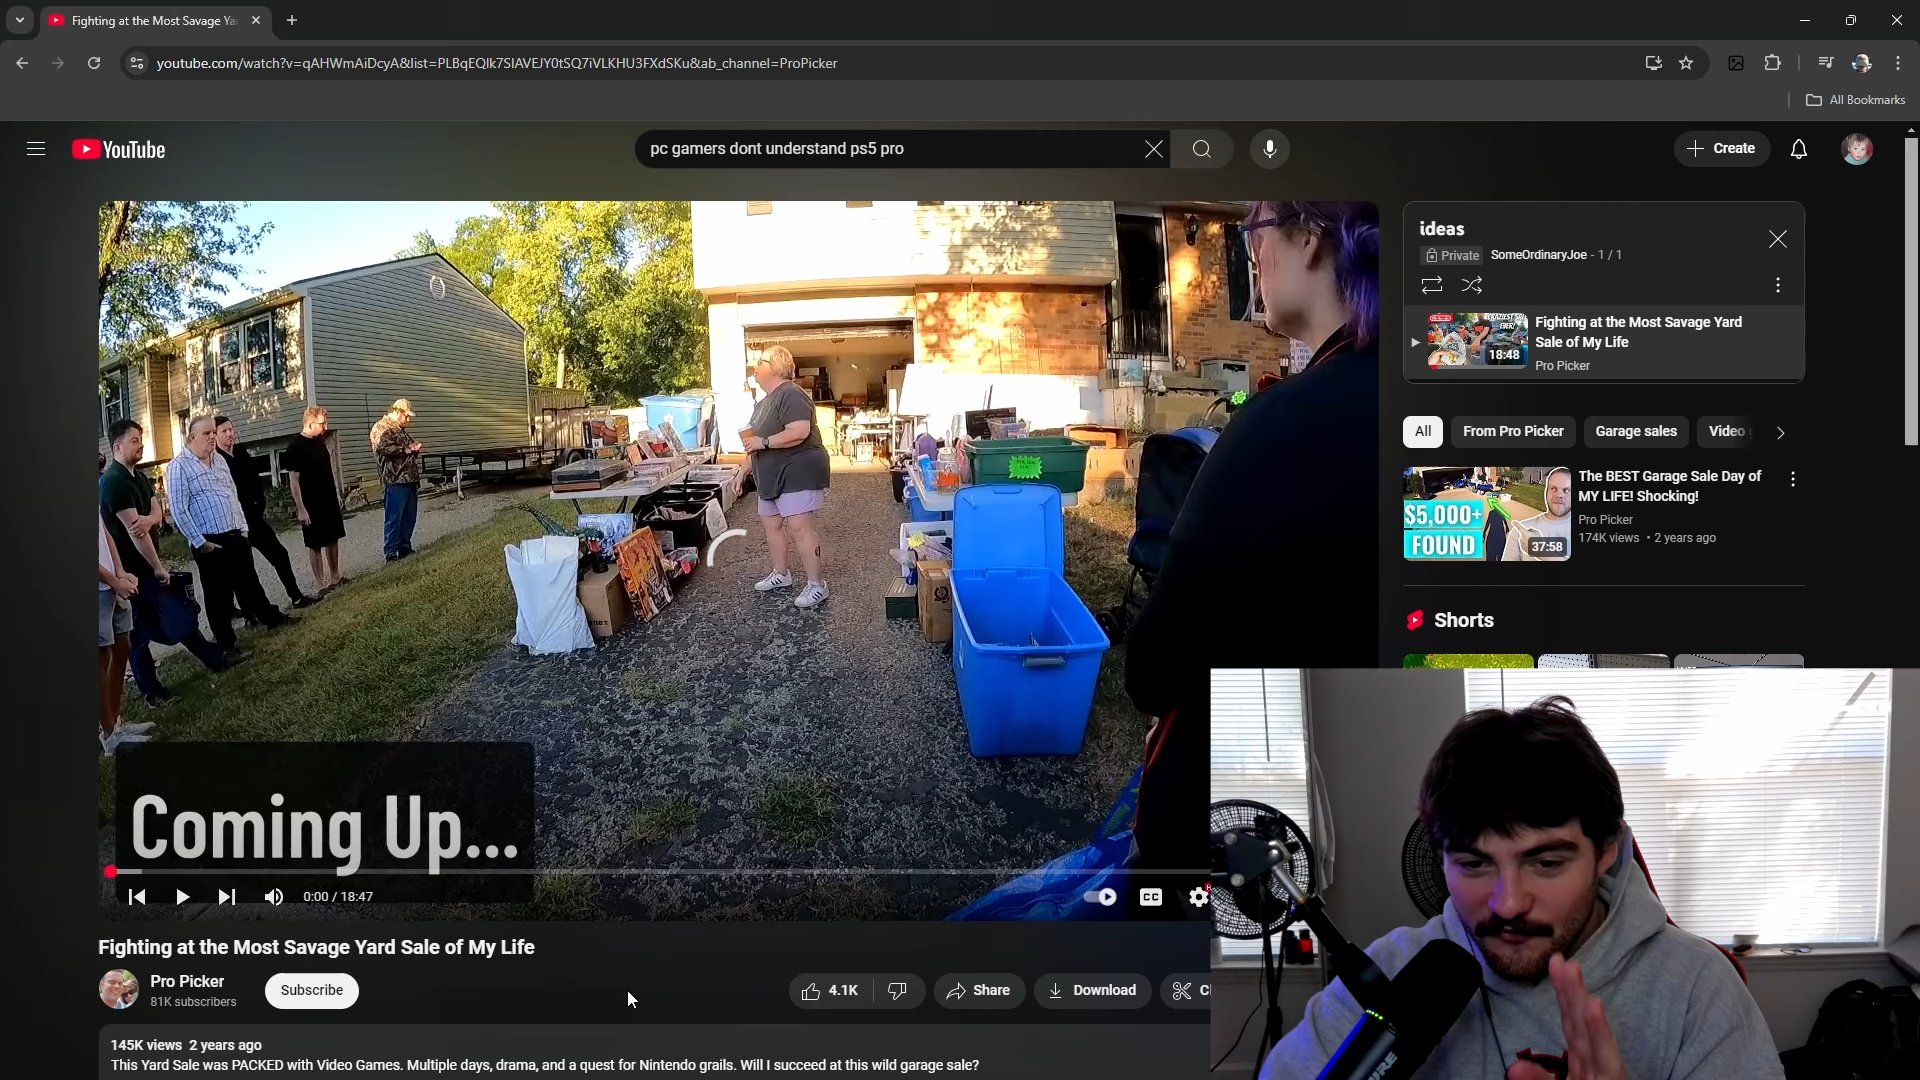 Fighting at the Most Savage Ya
youtube.com/watch?v=qAHWmAiDcyA&list=PLBqEQIk7SIAVEJY0tSQ7iVLKHU3FXdSKu&ab_channel=ProPicker
All Bookmarks
YouTube
pc gamers dont understand ps5 pro
Create
ideas
Private SomeOrdinaryJoe - 1 / 1
Fighting at the Most Savage Yard
Sale of My Life
18:48
Pro Picker
All From Pro Picker Garage sales Video
The BEST Garage Sale Day of
MY LIFE! Shocking!
Pro Picker
174K views • 2 years ago
$5,000+
FOUND
37:58
Shorts
Coming Up...
0:00 / 18:47
CC
Fighting at the Most Savage Yard Sale of My Life
Pro Picker
81K subscribers
Subscribe
4.1K
Share
Download
145K views 2 years ago
This Yard Sale was PACKED with Video Games. Multiple days, drama, and a quest for Nintendo grails. Will I succeed at this wild garage sale?